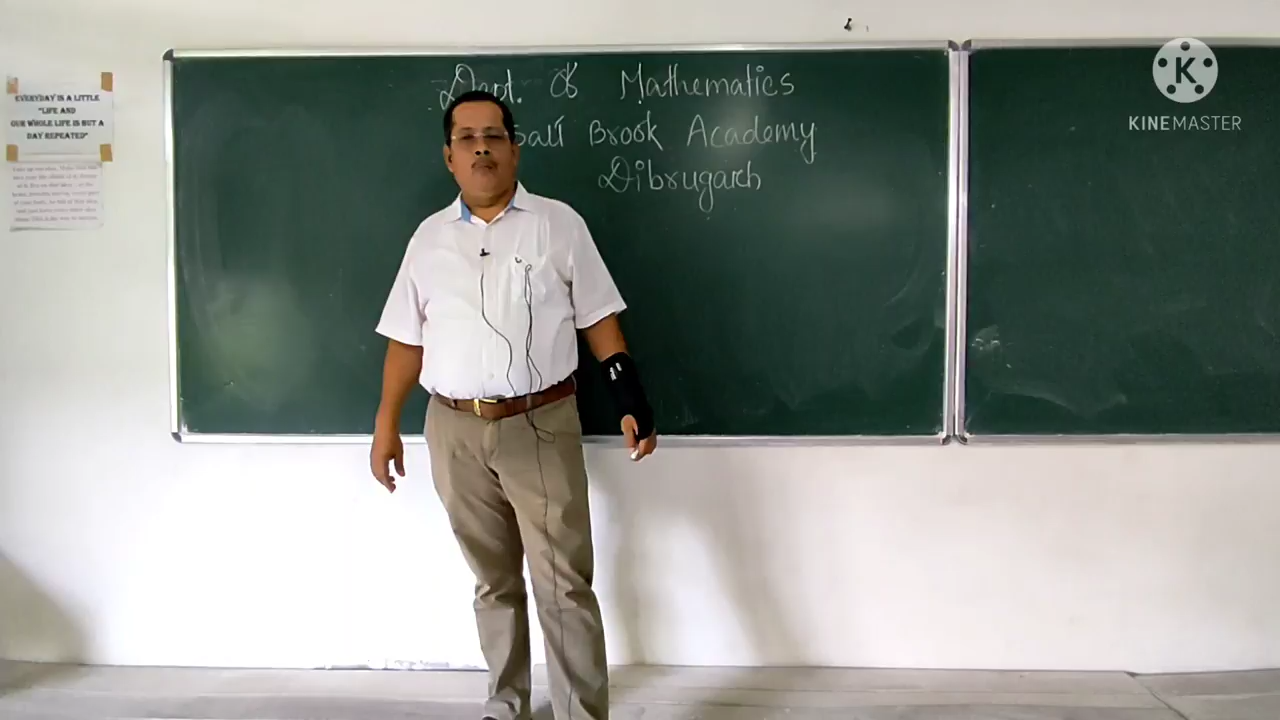 EVERYDAY IS A LITTLE
"LIFE AND
OUR WHOLE LIFE IS BUT A
DAY REPEATED"
Dept. of Mathematics
Salt Brook Academy
Dibrugarh
K
KINEMASTER